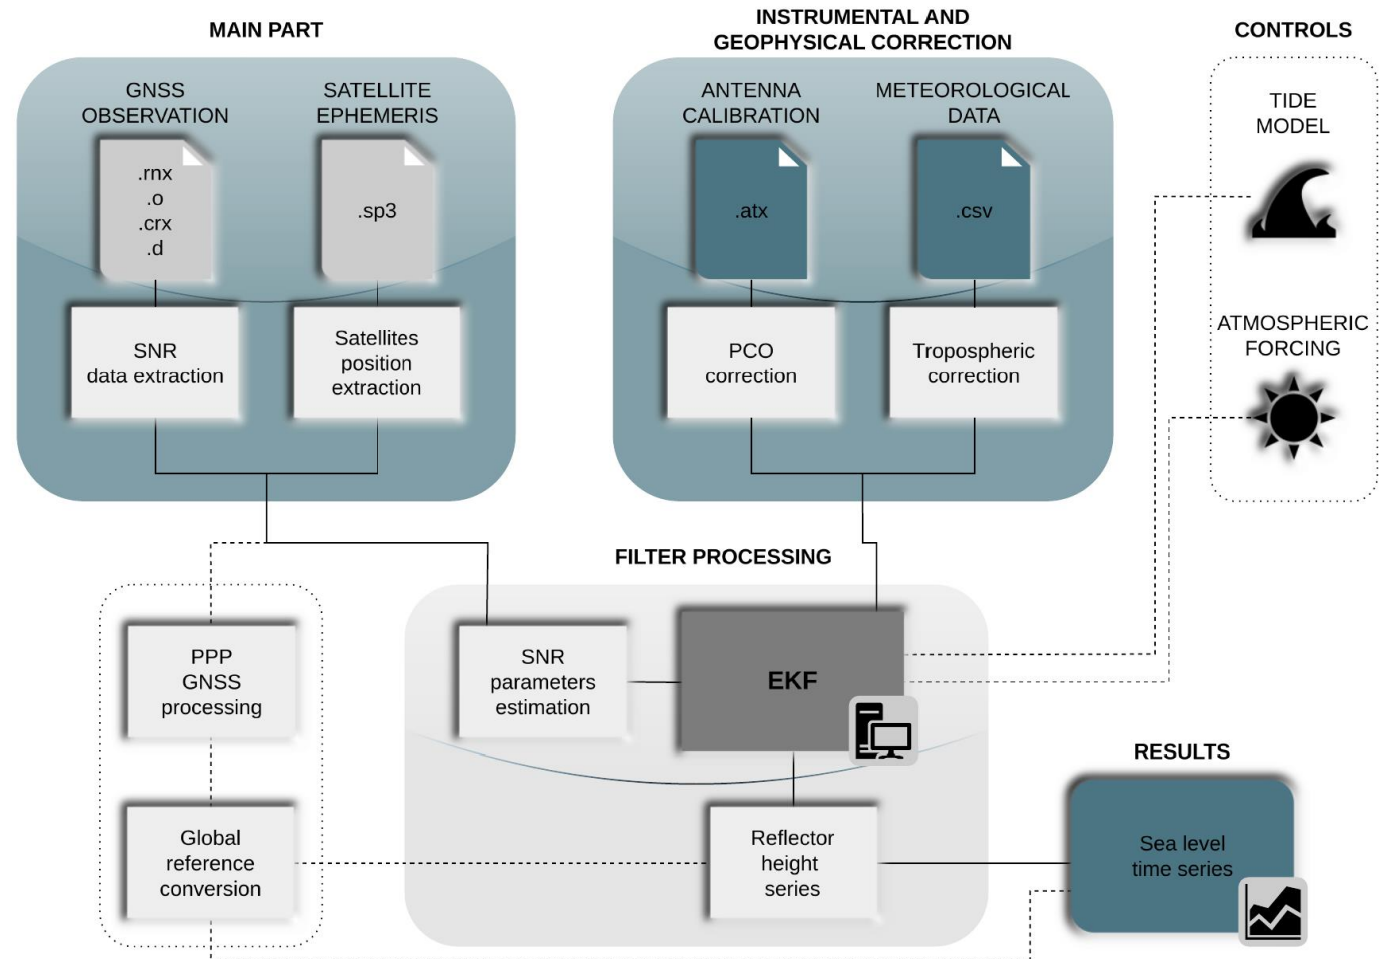 MAIN PART
GNSS
OBSERVATION
SATELLITE
EPHEMERIS
.rnx
.o
.crx
.d
.sp3
SNR
data extraction
Satellites
position
extraction
INSTRUMENTAL AND
GEOPHYSICAL CORRECTION
ANTENNA
CALIBRATION
METEOROLOGICAL
DATA
.atx
.csv
PCO
correction
Tropospheric
correction
CONTROLS
TIDE
MODEL
ATMOSPHERIC
FORCING
FILTER PROCESSING
PPP
GNSS
processing
SNR
parameters
estimation
EKF
Global
reference
conversion
Reflector
height
series
RESULTS
Sea level
time series